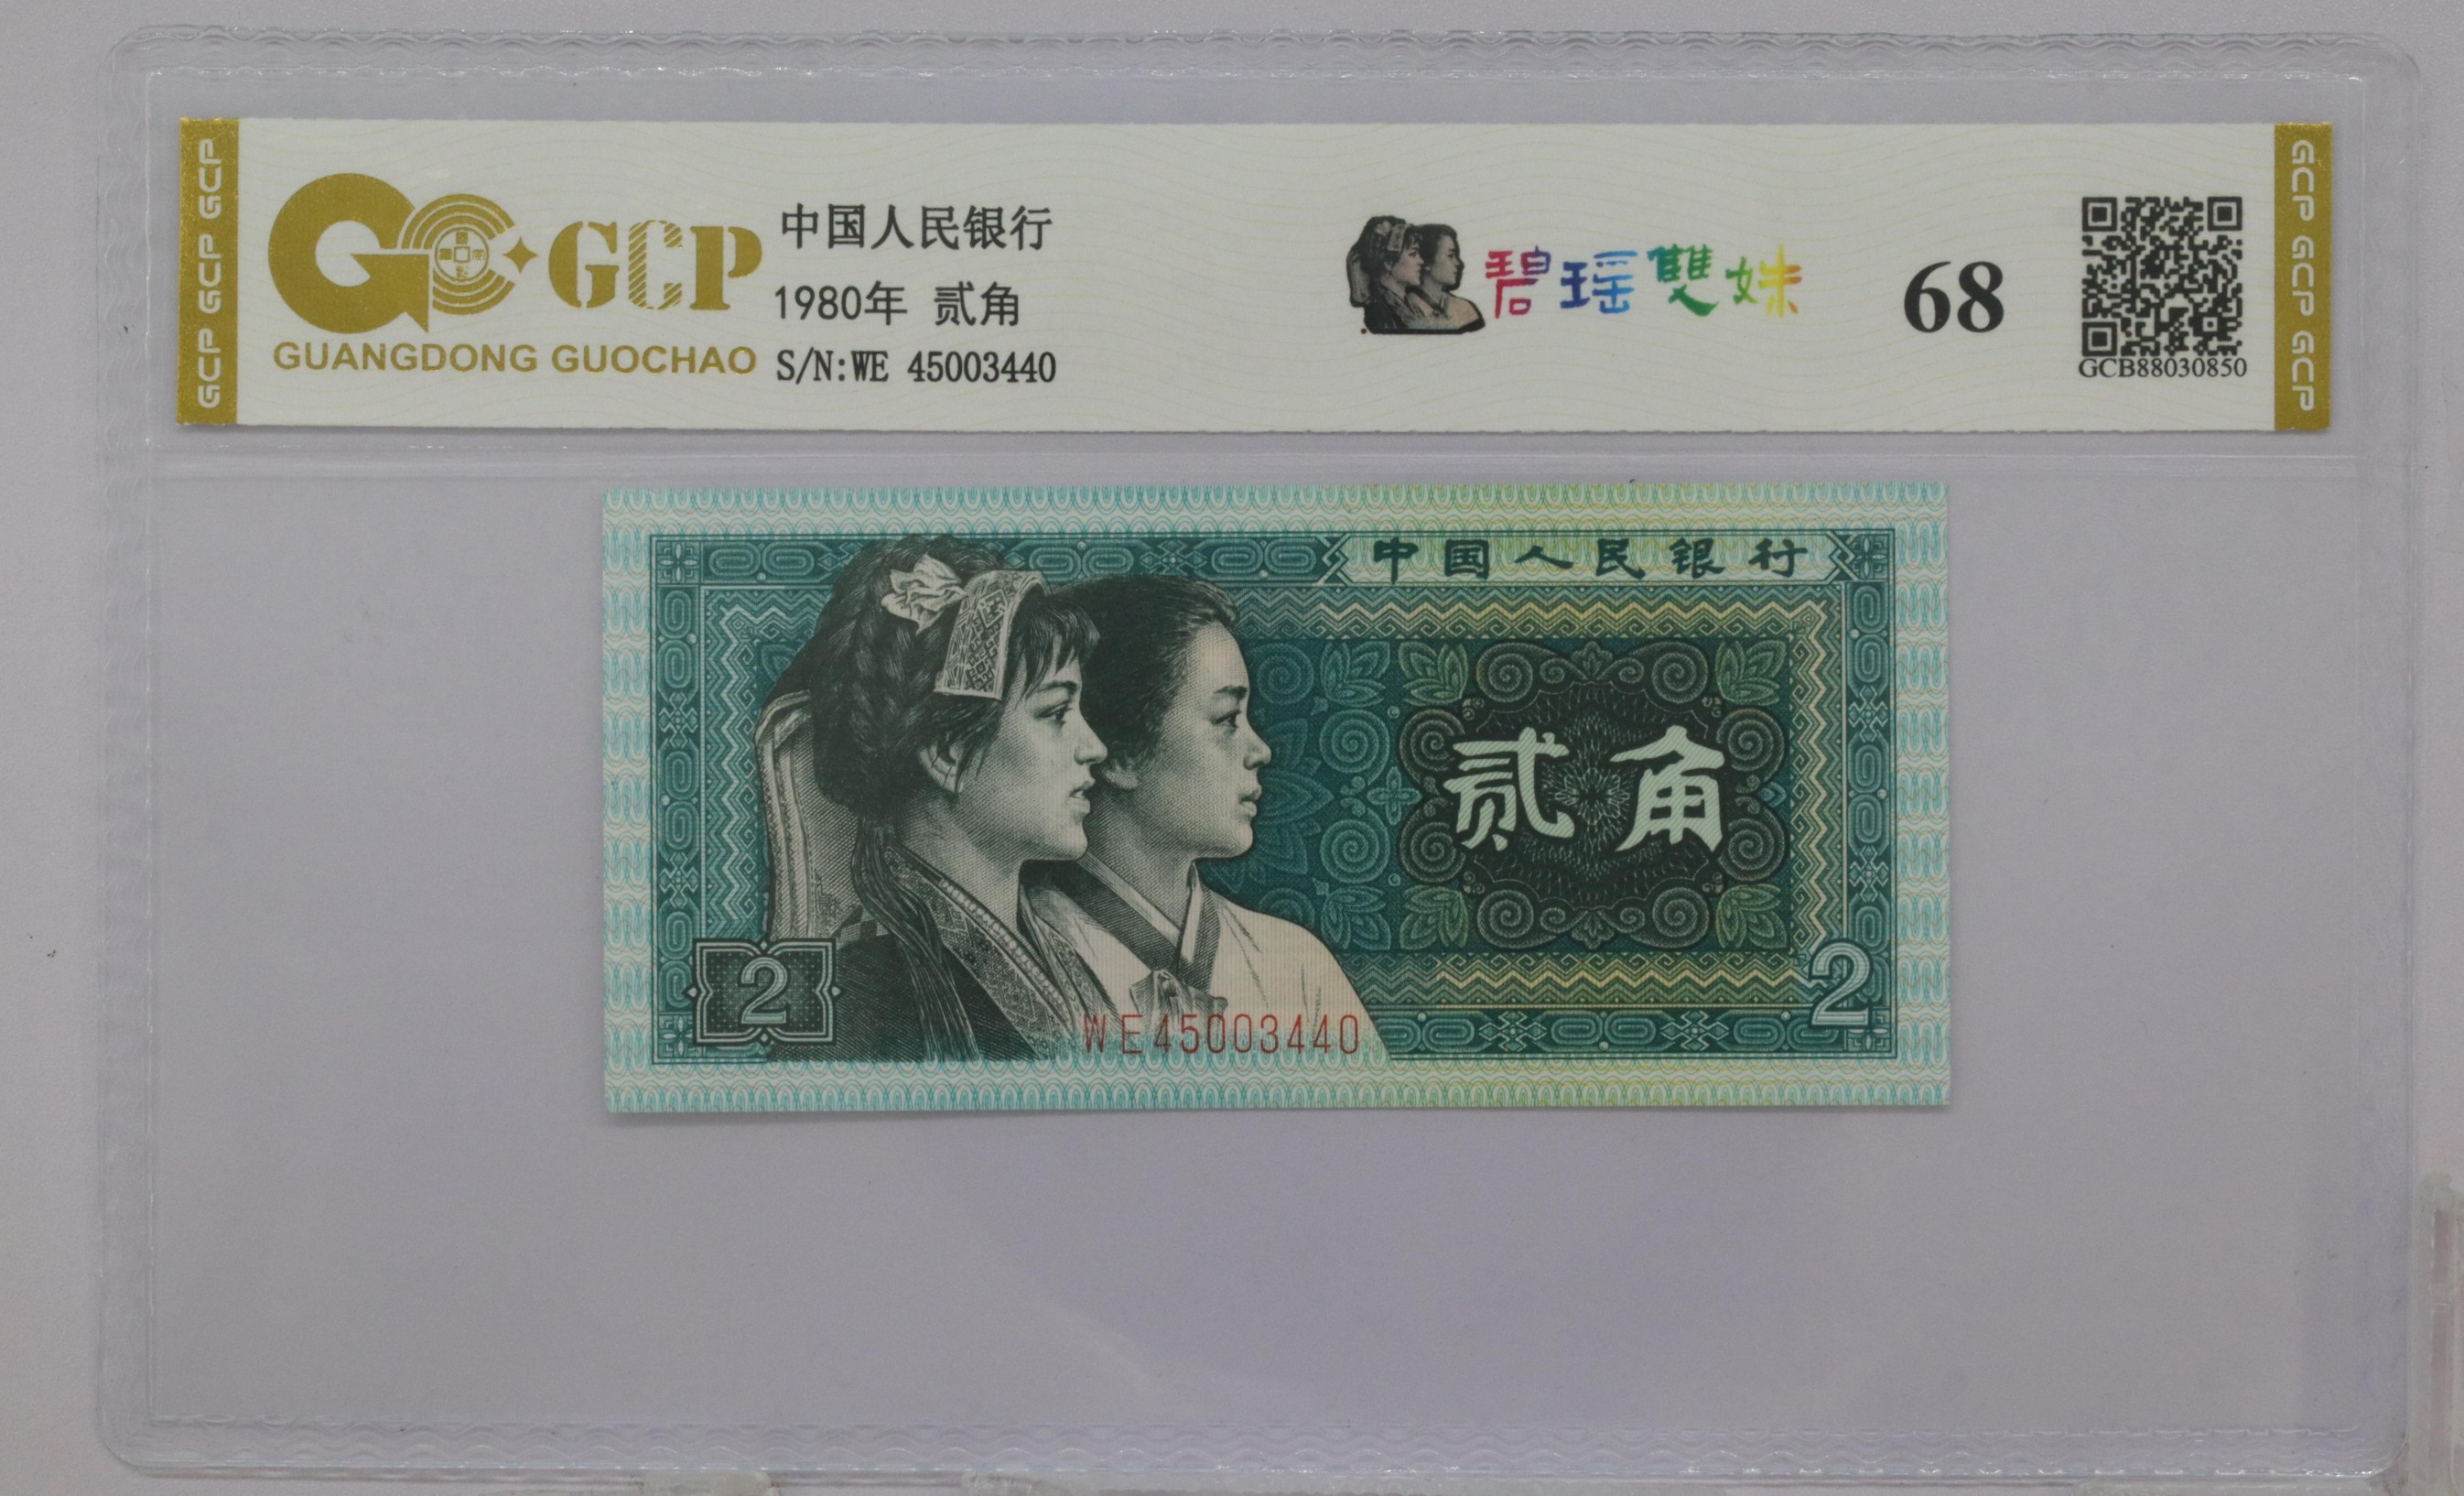 GCP GCP GCP
GCP
GUANGDONG GUOCHAO
中国人民银行
1980年 贰角
S/N:WE 45003440
碧瑶雙妹
68
GCB88030850
GCP GCP GCP
中国人民银行
贰角
2
2
WE45003440